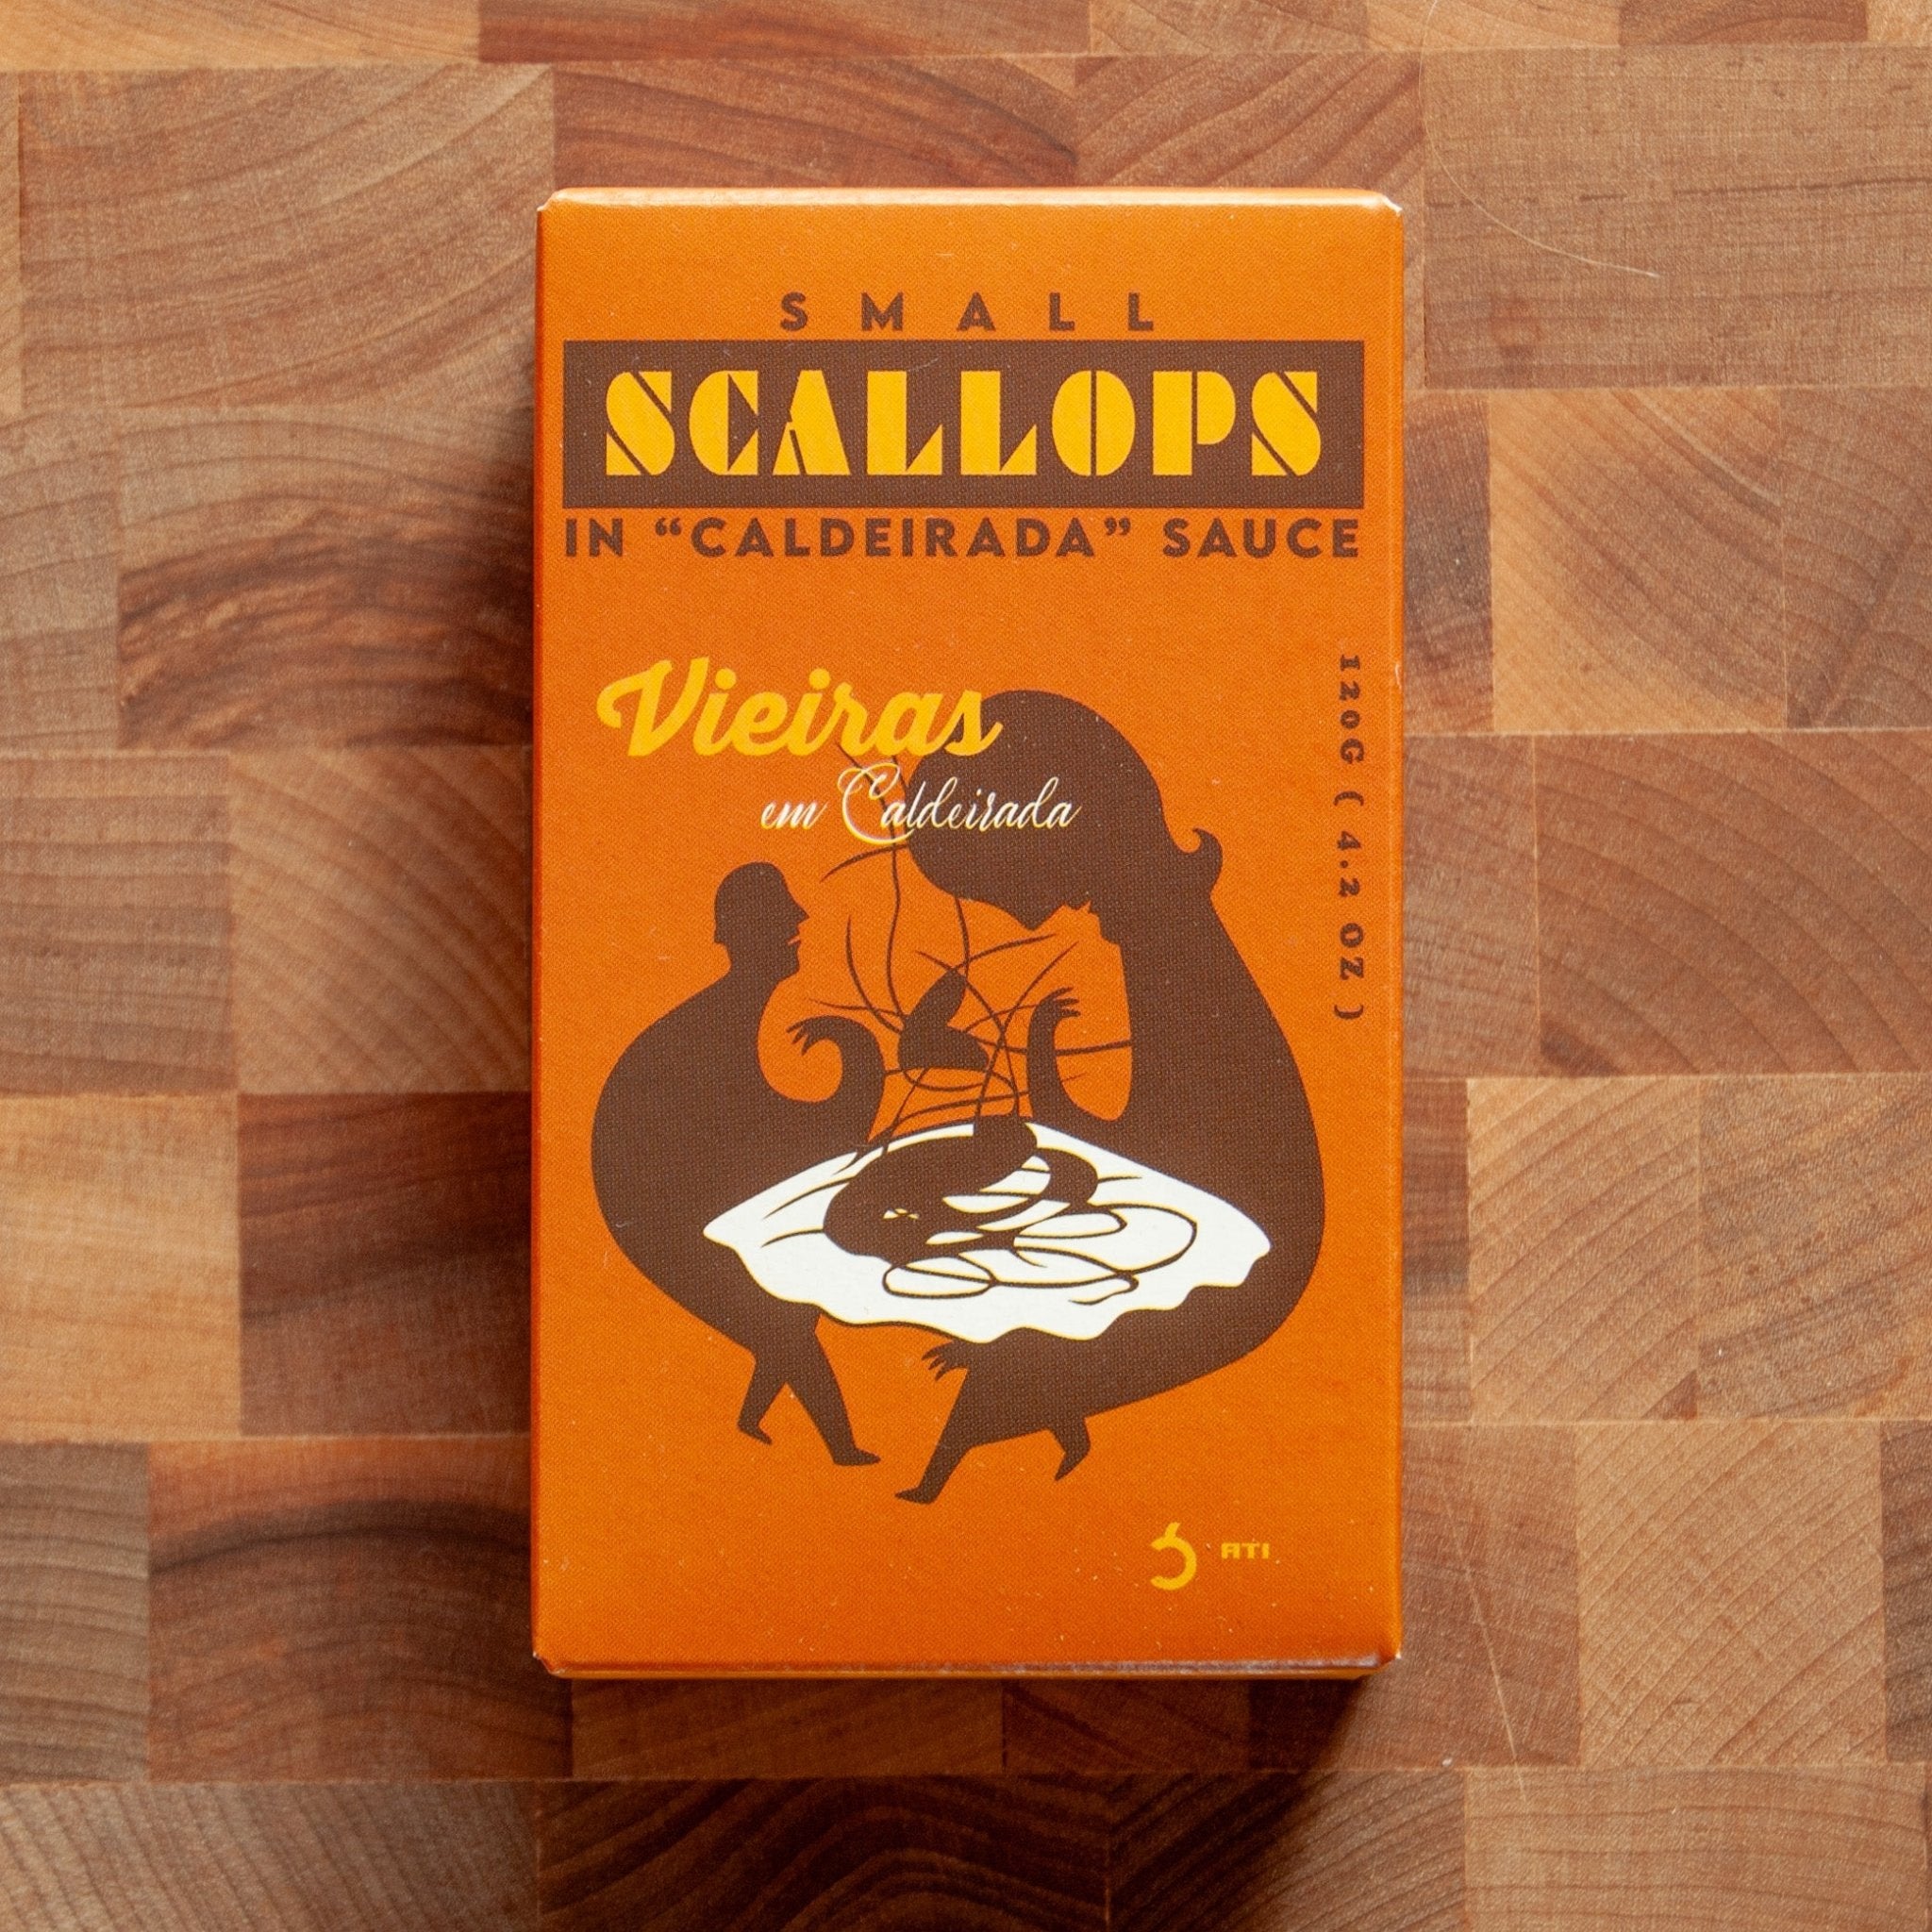 SMALL
SCALLOPS
IN “CALDEIRADA” SAUCE
Vieiras
em Caldeirada
120G ( 4.2 OZ )
ATI